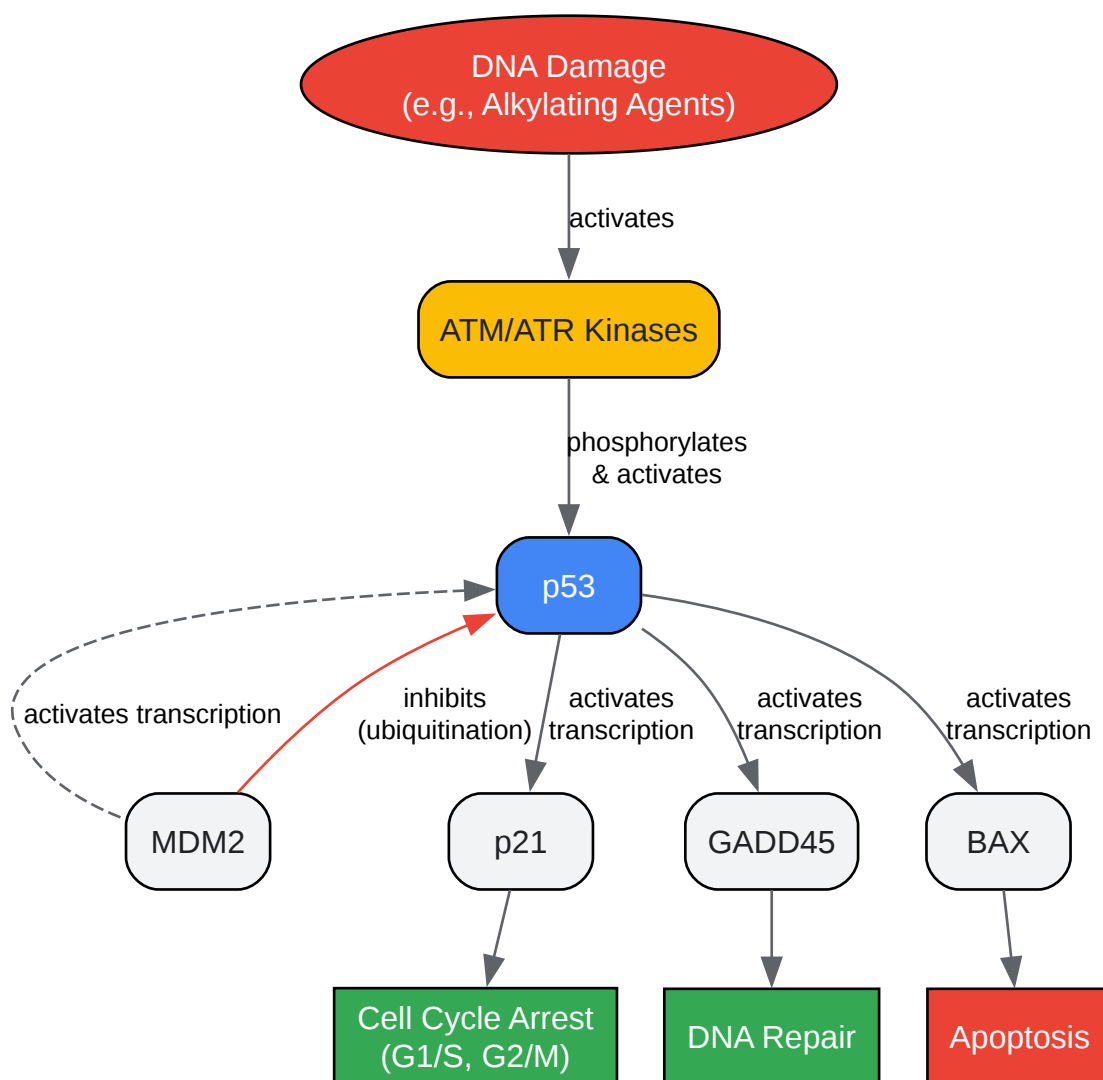 DNA Damage
(e.g., Alkylating Agents)
activates
ATM/ATR Kinases
phosphorylates
& activates
p53
activates transcription
inhibits
(ubiquitination)
activates
transcription
activates
transcription
activates
transcription
MDM2
p21
GADD45
BAX
Cell Cycle Arrest
(G1/S, G2/M)
DNA Repair
Apoptosis